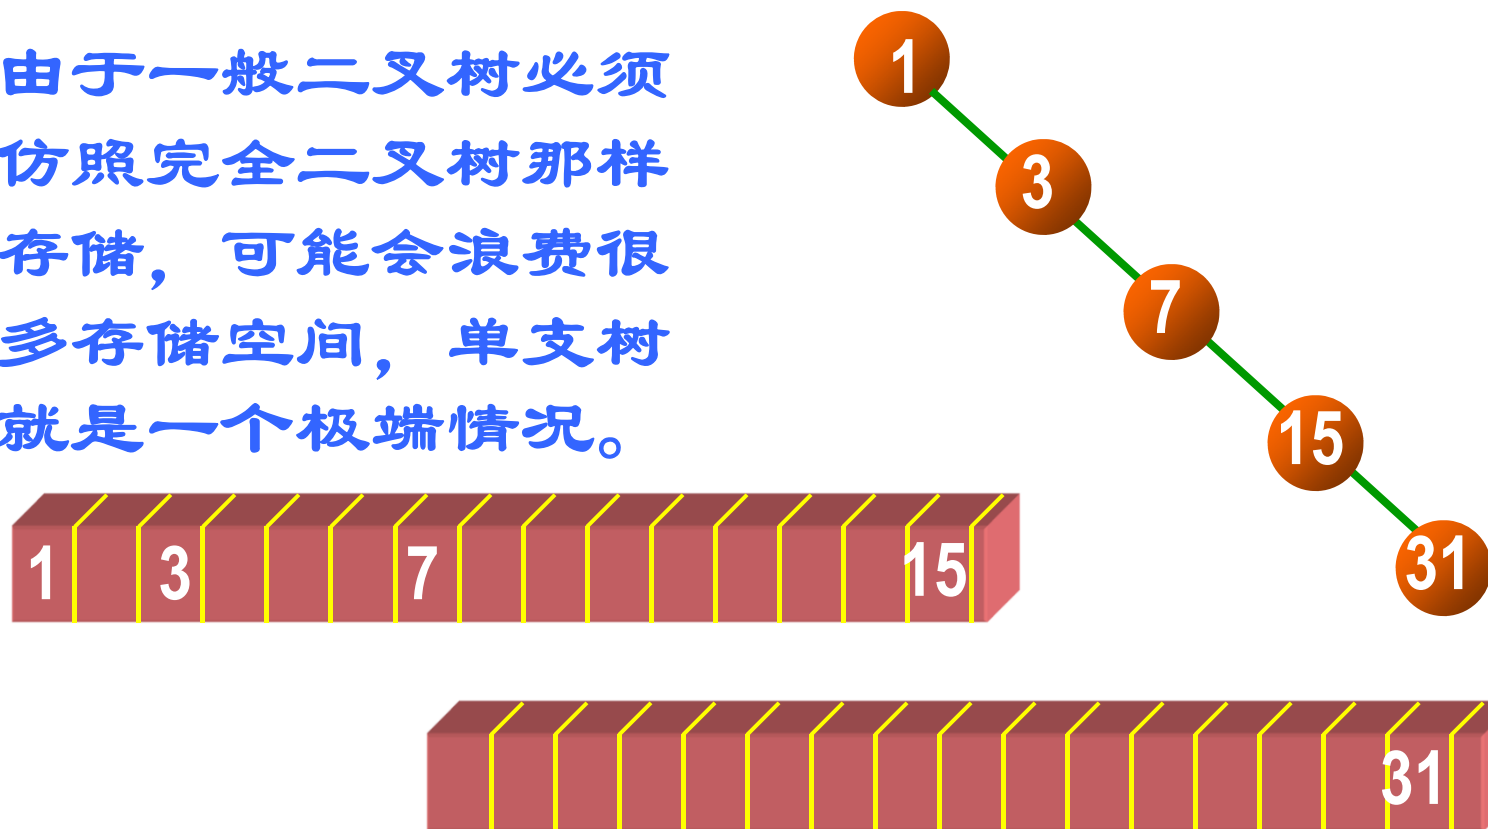 由于一般二叉树必须
仿照完全二叉树那样
存储，可能会浪费很
多存储空间，单支树
就是一个极端情况。
1
3
7
15
31
1 3 7 15
31